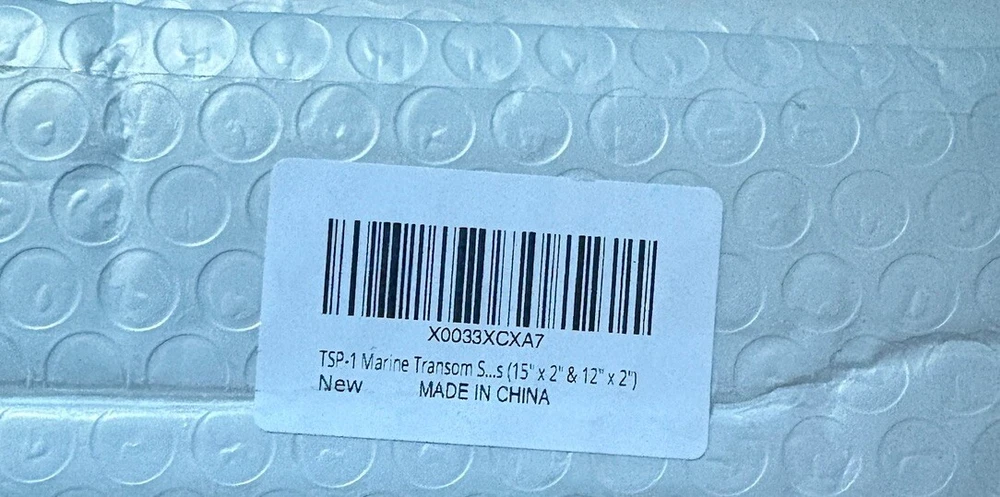 X0033XCXA7
TSP-1 Marine Transom S...s (15" x 2" & 12" x 2")
New MADE IN CHINA